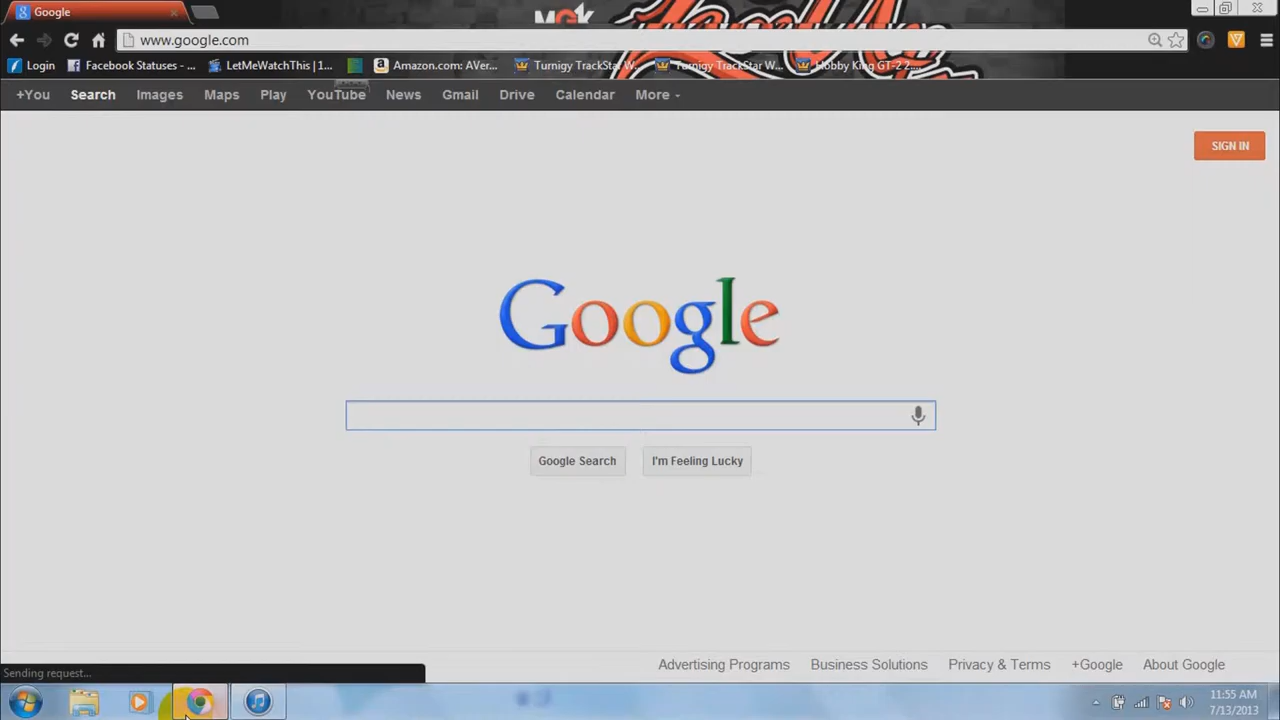 Google
MGK
www.google.com
Login Facebook Statuses - ... LetMeWatchThis | 1... Amazon.com: AVer... Turnigy TrackStar W... Turnigy TrackStar W... Hobby King GT-2 2....
+You Search Images Maps Play YouTube News Gmail Drive Calendar More
SIGN IN
Google
Google Search I'm Feeling Lucky
Advertising Programs Business Solutions Privacy & Terms +Google About Google
Sending request...
11:55 AM
7/13/2013